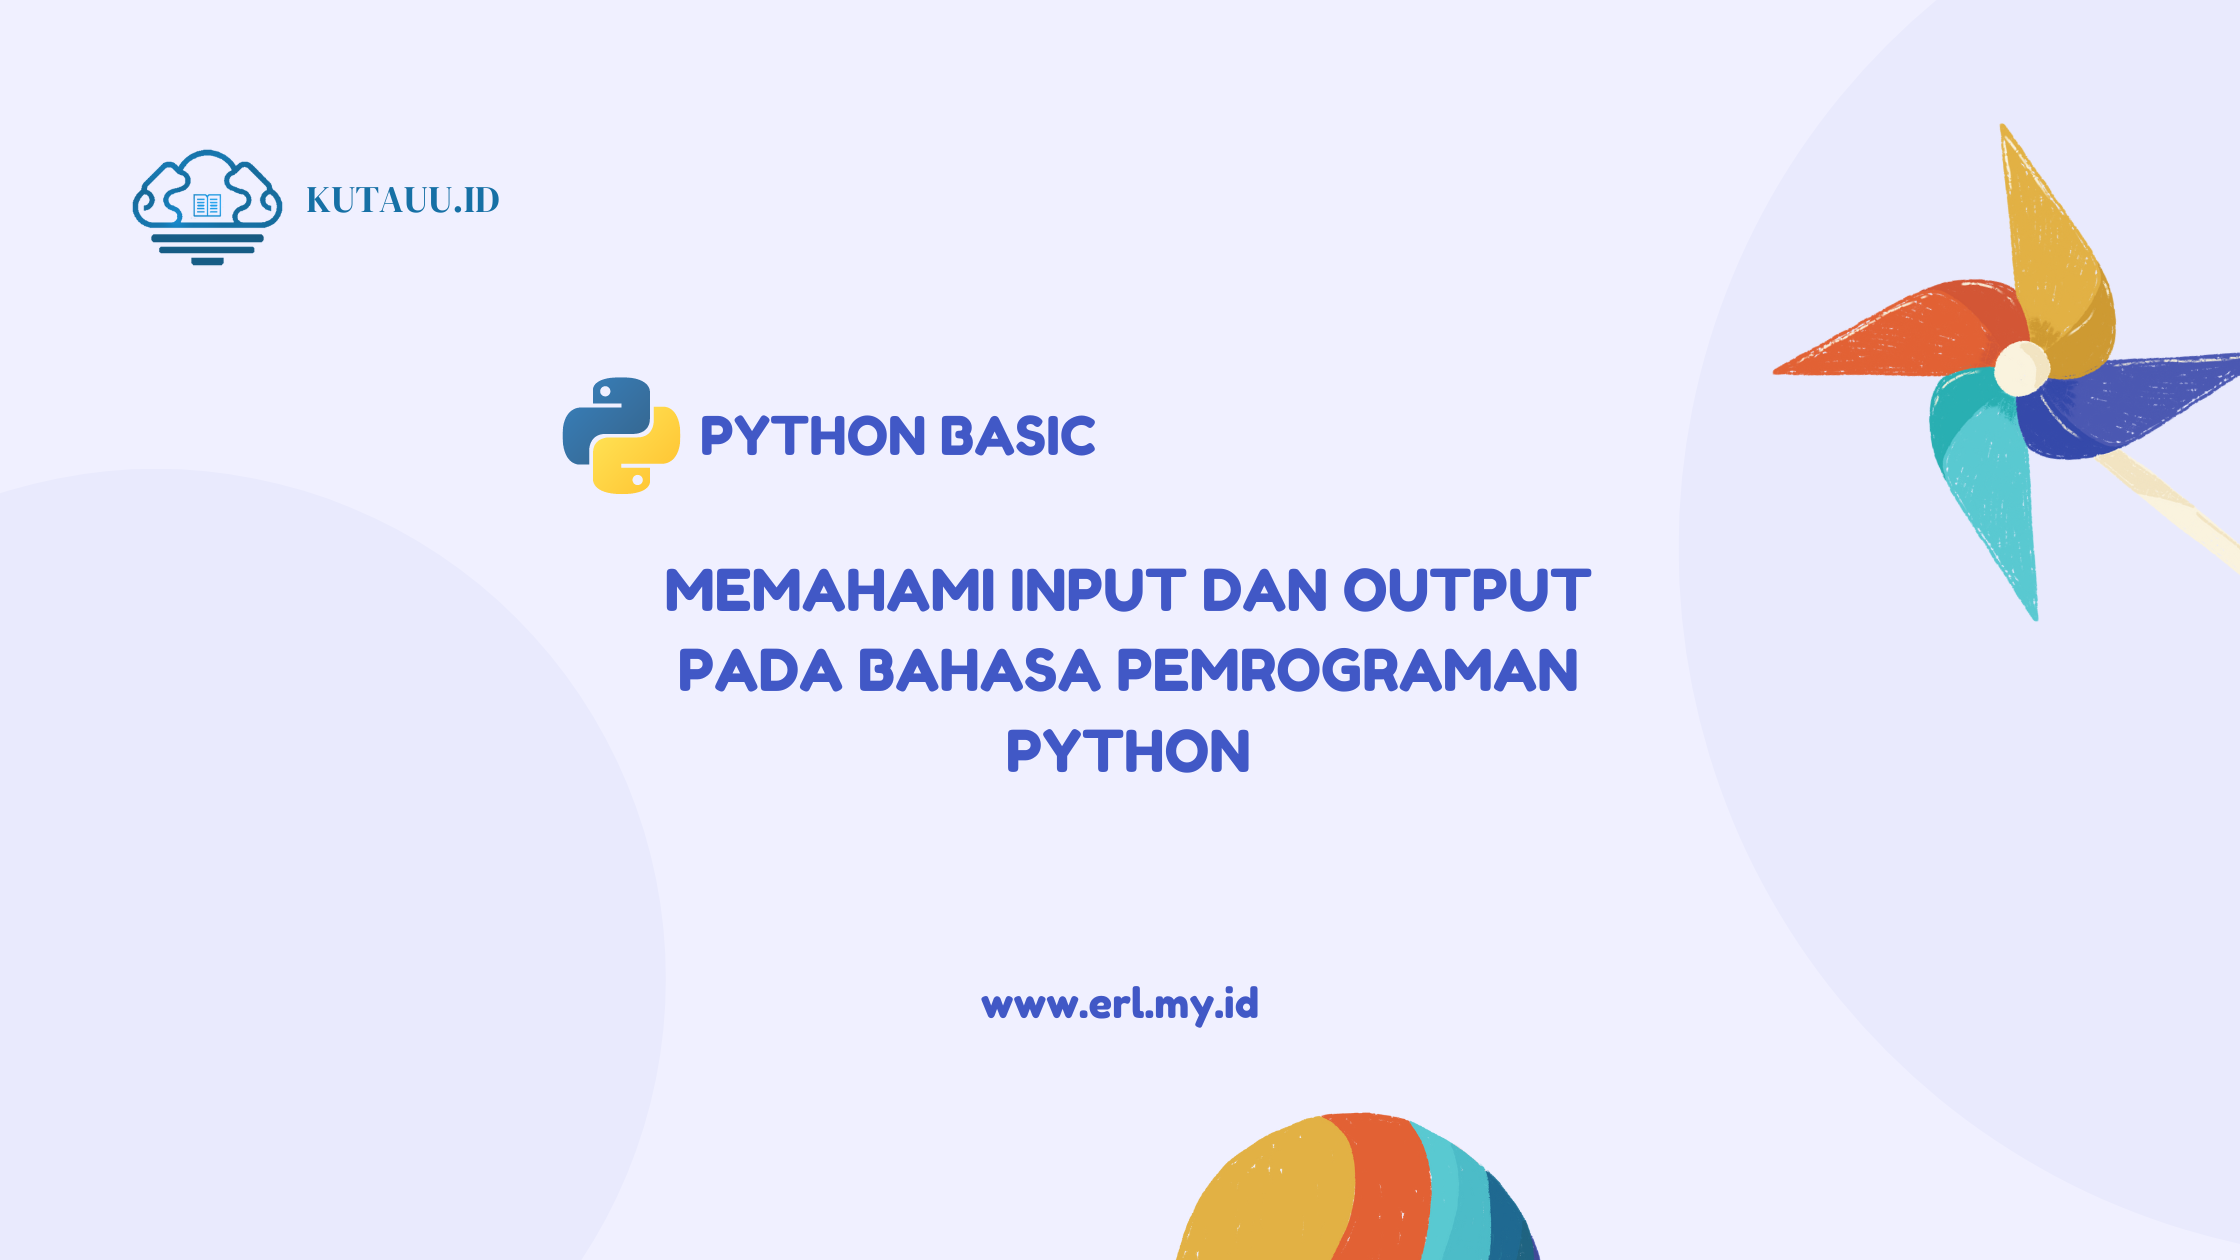 KUTAUU.ID
PYTHON BASIC
MEMAHAMI INPUT DAN OUTPUT
PADA BAHASA PEMROGRAMAN
PYTHON
www.erl.my.id